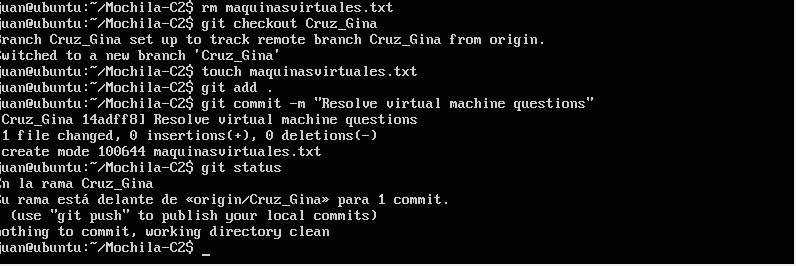 juan@ubuntu:~/Mochila-C2$ rm maquinasvirtuales.txt
juan@ubuntu:~/Mochila-C2$ git checkout Cruz_Gina
Branch Cruz_Gina set up to track remote branch Cruz_Gina from origin.
Switched to a new branch 'Cruz_Gina'
juan@ubuntu:~/Mochila-C2$ touch maquinasvirtuales.txt
juan@ubuntu:~/Mochila-C2$ git add .
juan@ubuntu:~/Mochila-C2$ git commit -m "Resolve virtual machine questions"
[Cruz_Gina 14adff8] Resolve virtual machine questions
1 file changed, 0 insertions(+), 0 deletions(-)
create mode 100644 maquinasvirtuales.txt
juan@ubuntu:~/Mochila-C2$ git status
En la rama Cruz_Gina
Su rama está delante de «origin/Cruz_Gina» para 1 commit.
(use "git push" to publish your local commits)
nothing to commit, working directory clean
juan@ubuntu:~/Mochila-C2$ _